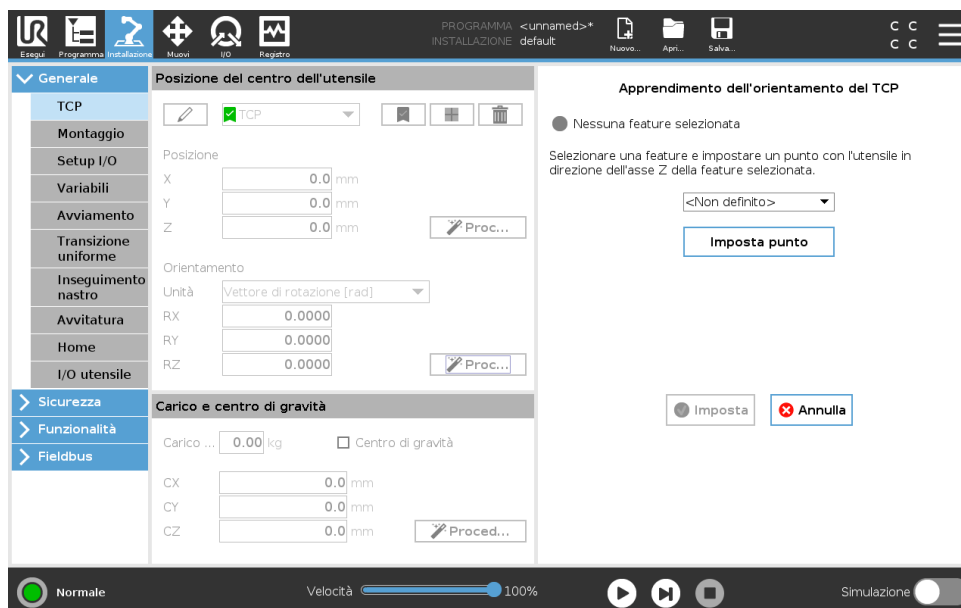 PROGRAMMA <unnamed>*
INSTALLAZIONE default
Esegui
Programma
Installazione
Muovi
I/O
Registro
Nuovo...
Apri...
Salva...
C C
C C
Generale
TCP
Montaggio
Setup I/O
Variabili
Avviamento
Transizione
uniforme
Inseguimento
nastro
Avvitatura
Home
I/O utensile
Sicurezza
Funzionalità
Fieldbus
Posizione del centro dell'utensile
TCP
Posizione
X 0.0 mm
Y 0.0 mm
Z 0.0 mm
Proc...
Orientamento
Unità Vettore di rotazione [rad]
RX 0.0000
RY 0.0000
RZ 0.0000
Proc...
Carico e centro di gravità
Carico ... 0.00 kg Centro di gravità
CX 0.0 mm
CY 0.0 mm
CZ 0.0 mm
Proced...
Apprendimento dell'orientamento del TCP
Nessuna feature selezionata
Selezionare una feature e impostare un punto con l'utensile in
direzione dell'asse Z della feature selezionata.
<Non definito>
Imposta punto
Imposta
Annulla
Normale
Velocità 100%
Simulazione